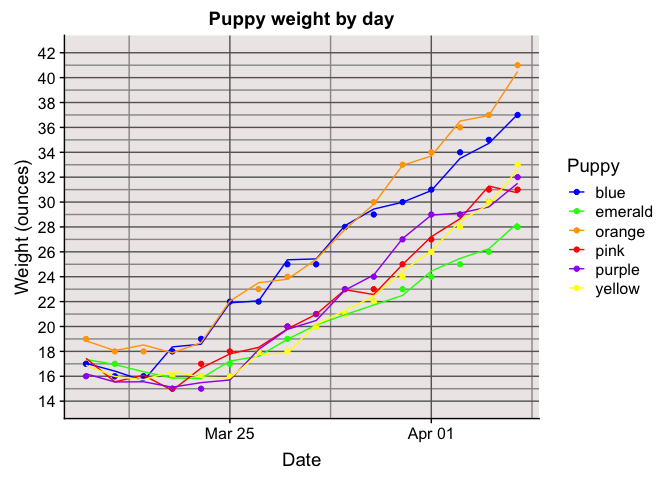 Puppy weight by day
Weight (ounces)
42
40
38
36
34
32
30
28
26
24
22
20
18
16
14
Mar 25
Apr 01
Date
Puppy
blue
emerald
orange
pink
purple
yellow